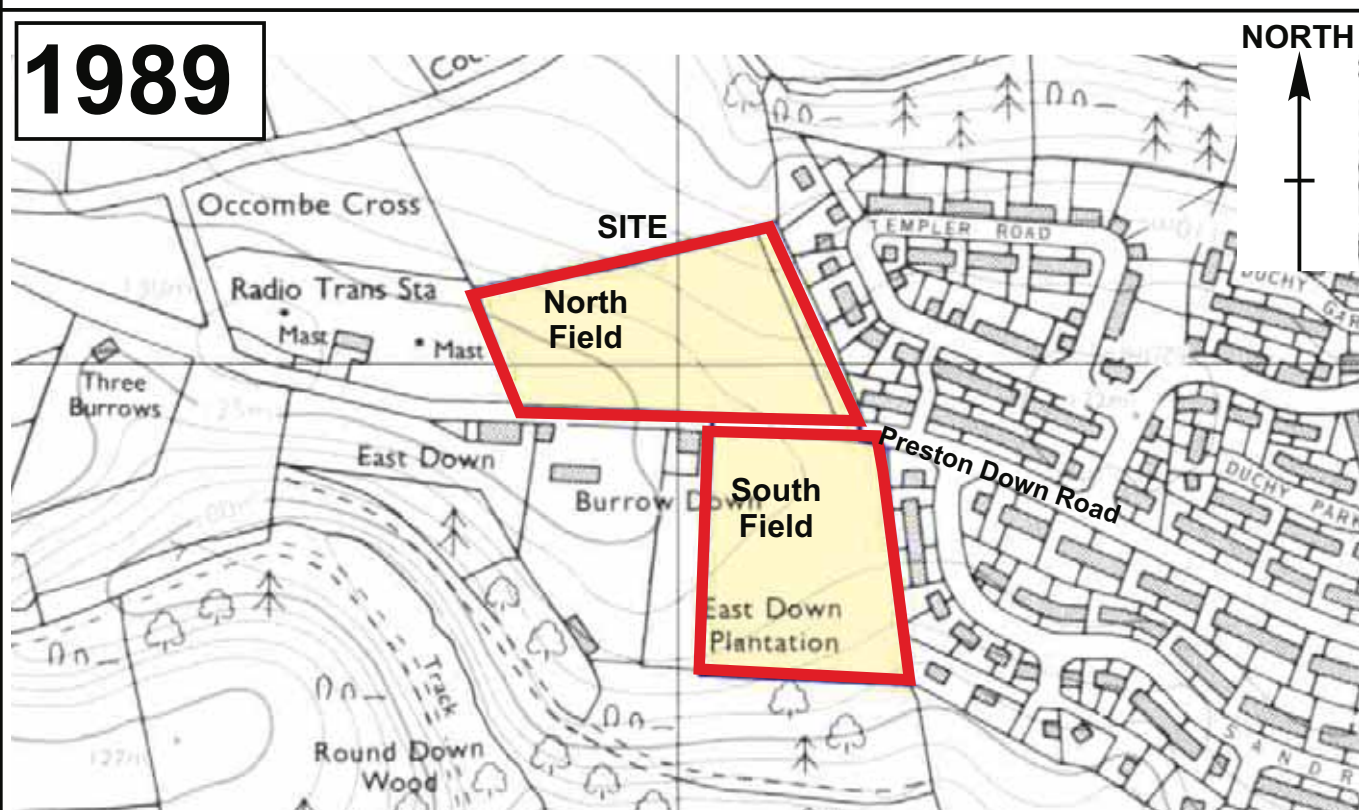 1989
NORTH
Occombe Cross
SITE
TEMPLER ROAD
Radio Trans Sta
North
Field
Mast
Mast
DUCHY
Three
Burrows
East Down
Preston Down Road
Burrow Down
South
Field
DUCHY PARK
East Down
Plantation
Track
Round Down
Wood
122m